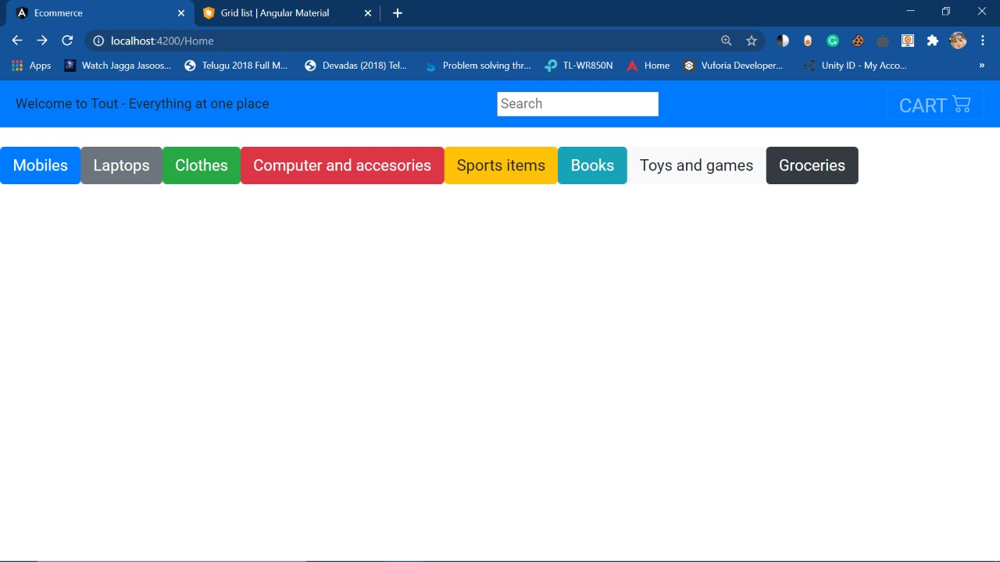 Ecommerce
Grid list | Angular Material
localhost:4200/Home
Apps
Watch Jagga Jasoos...
Telugu 2018 Full M...
Devadas (2018) Tel...
Problem solving thr...
TL-WR850N
Home
Vuforia Developer...
Unity ID - My Acco...
»
Welcome to Tout - Everything at one place
Search
CART
Mobiles
Laptops
Clothes
Computer and accesories
Sports items
Books
Toys and games
Groceries